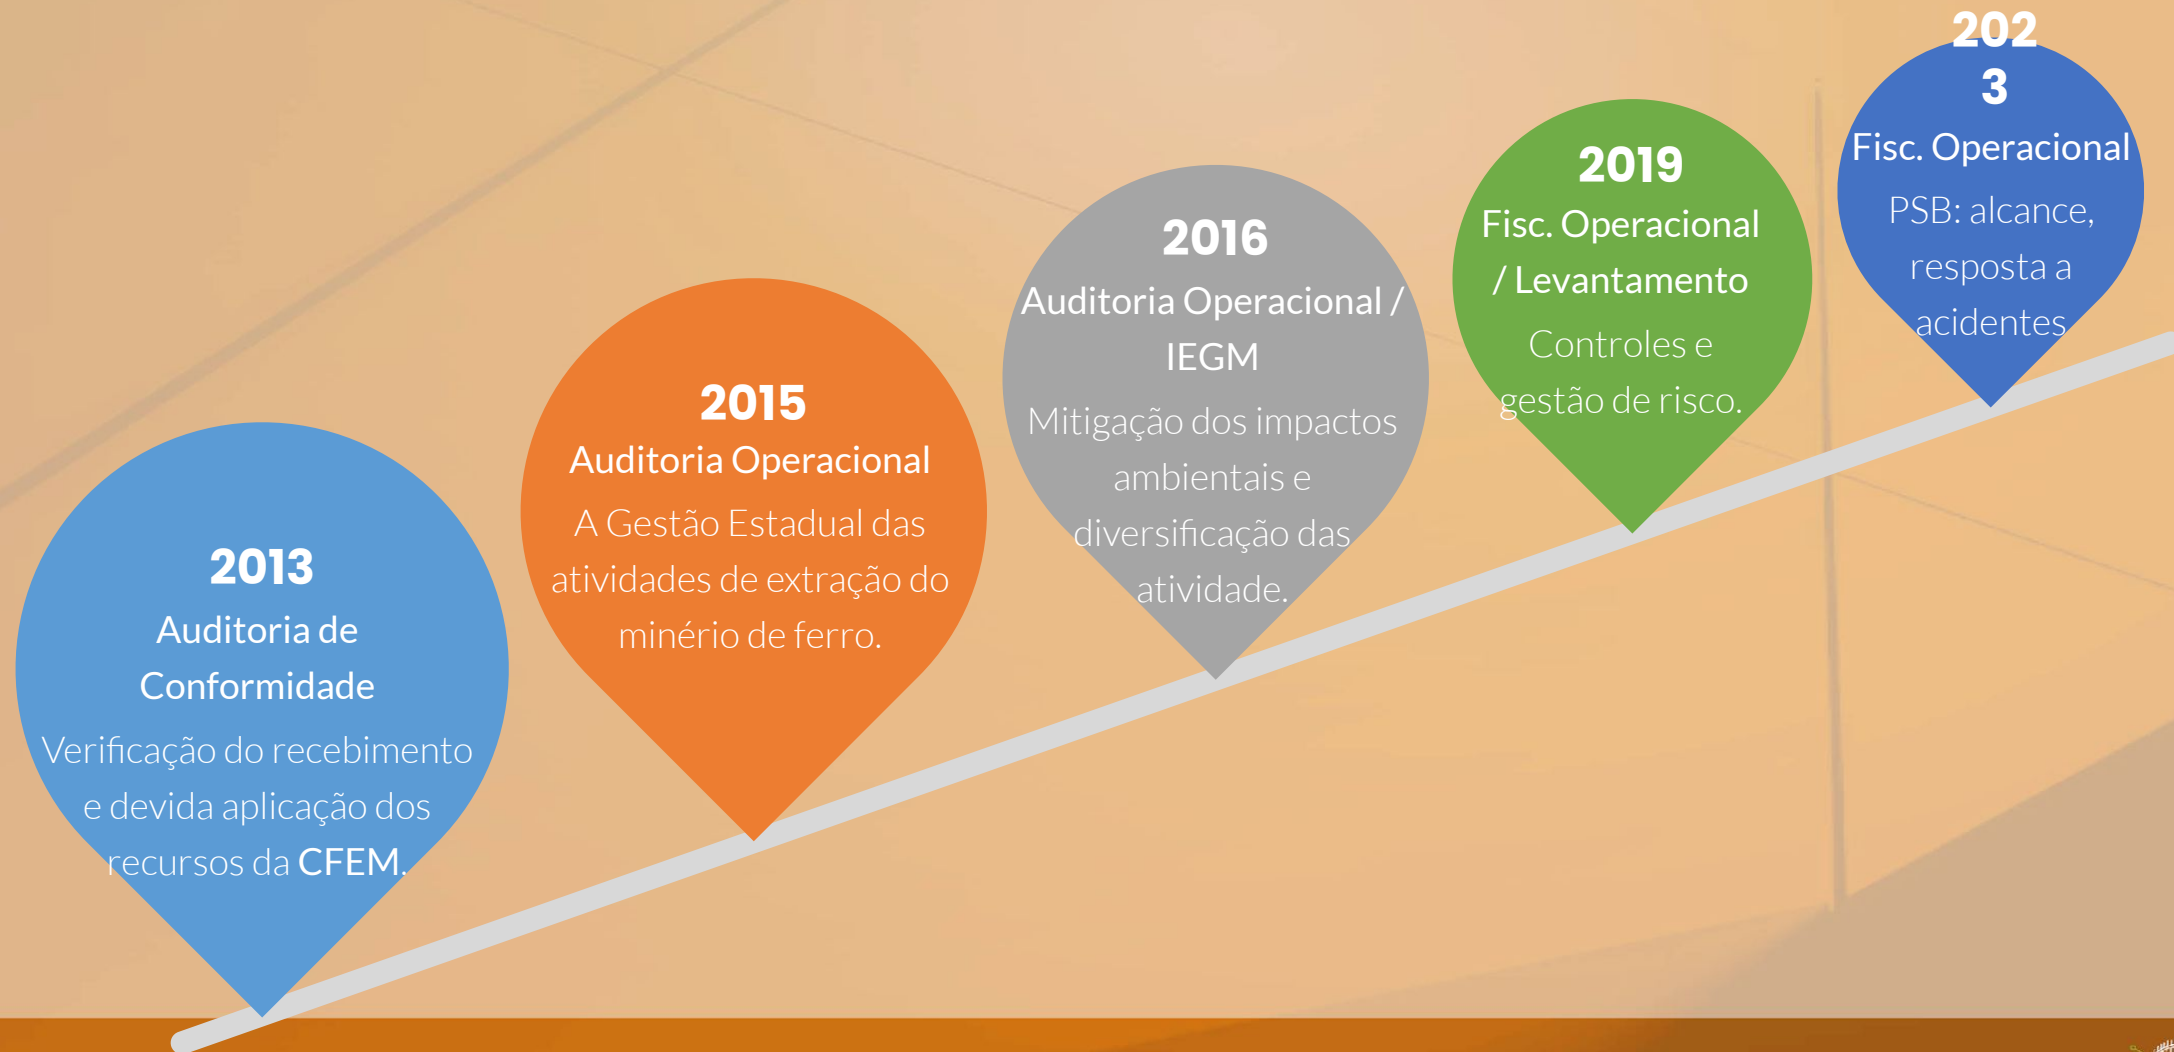 2013
Auditoria de
Conformidade
Verificação do recebimento
e devida aplicação dos
recursos da CFEM.
2015
Auditoria Operacional
A Gestão Estadual das
atividades de extração do
minério de ferro.
2016
Auditoria Operacional /
IEGM
Mitigação dos impactos
ambientais e
diversificação das
atividade.
2019
Fisc. Operacional
/ Levantamento
Controles e
gestão de risco.
202
3
Fisc. Operacional
PSB: alcance,
resposta a
acidentes